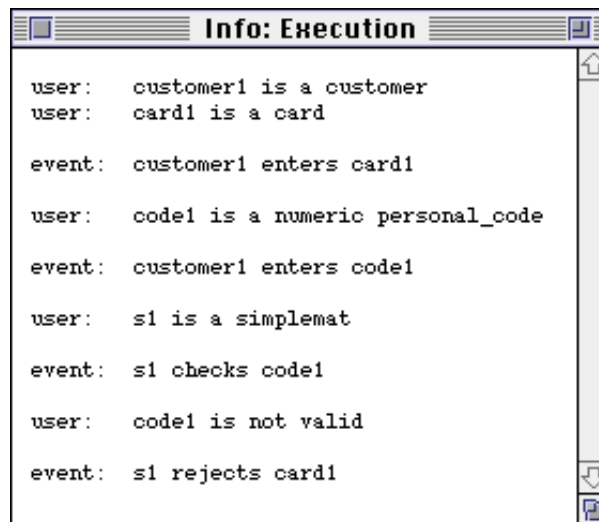 Info: Execution
user: customer1 is a customer
user: card1 is a card
event: customer1 enters card1
user: code1 is a numeric personal_code
event: customer1 enters code1
user: s1 is a simplemat
event: s1 checks code1
user: code1 is not valid
event: s1 rejects card1